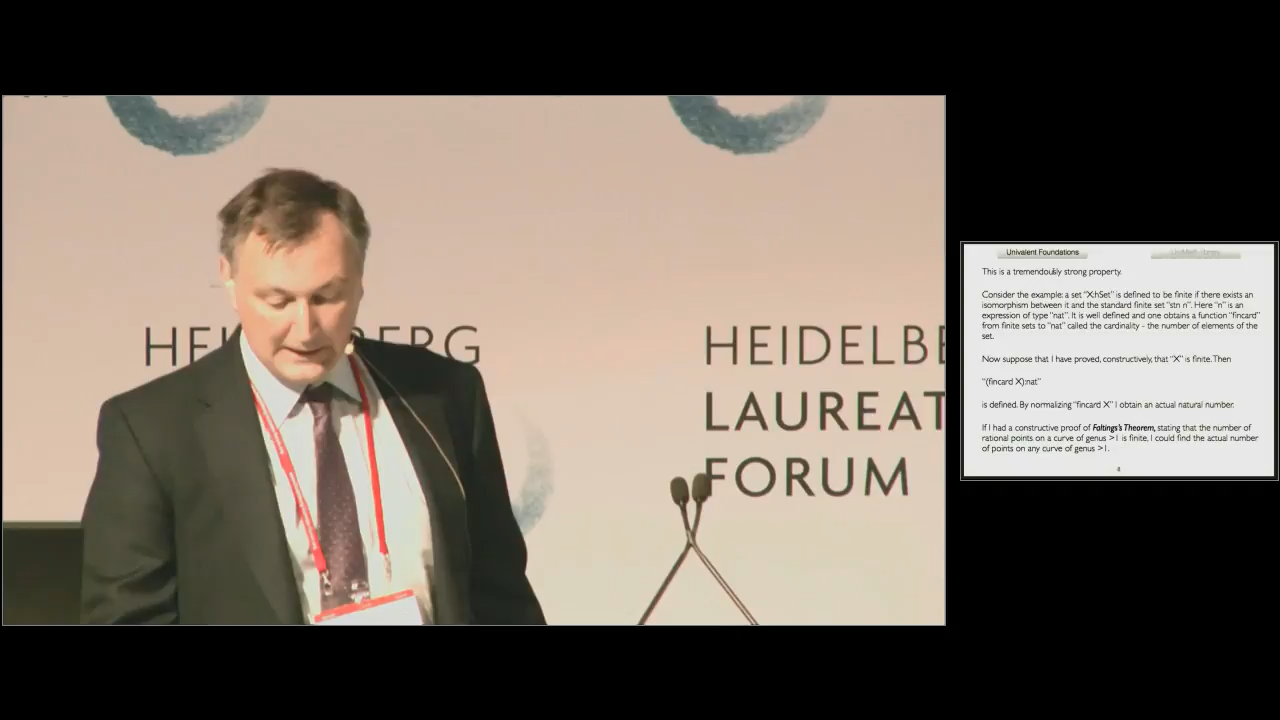 HEIDELBERG
HEIDELBE
LAUREAT
FORUM
Univalent Foundations
UniMath library
This is a tremendously strong property.
Consider the example: a set “X:hSet” is defined to be finite if there exists an
isomorphism between it and the standard finite set “stn n”. Here “n” is an
expression of type “nat”. It is well defined and one obtains a function “fincard”
from finite sets to “nat” called the cardinality - the number of elements of the
set.
Now suppose that I have proved, constructively, that “X” is finite. Then
“(fincard X):nat”
is defined. By normalizing “fincard X” I obtain an actual natural number.
If I had a constructive proof of Faltings's Theorem, stating that the number of
rational points on a curve of genus >1 is finite, I could find the actual number
of points on any curve of genus >1.
8